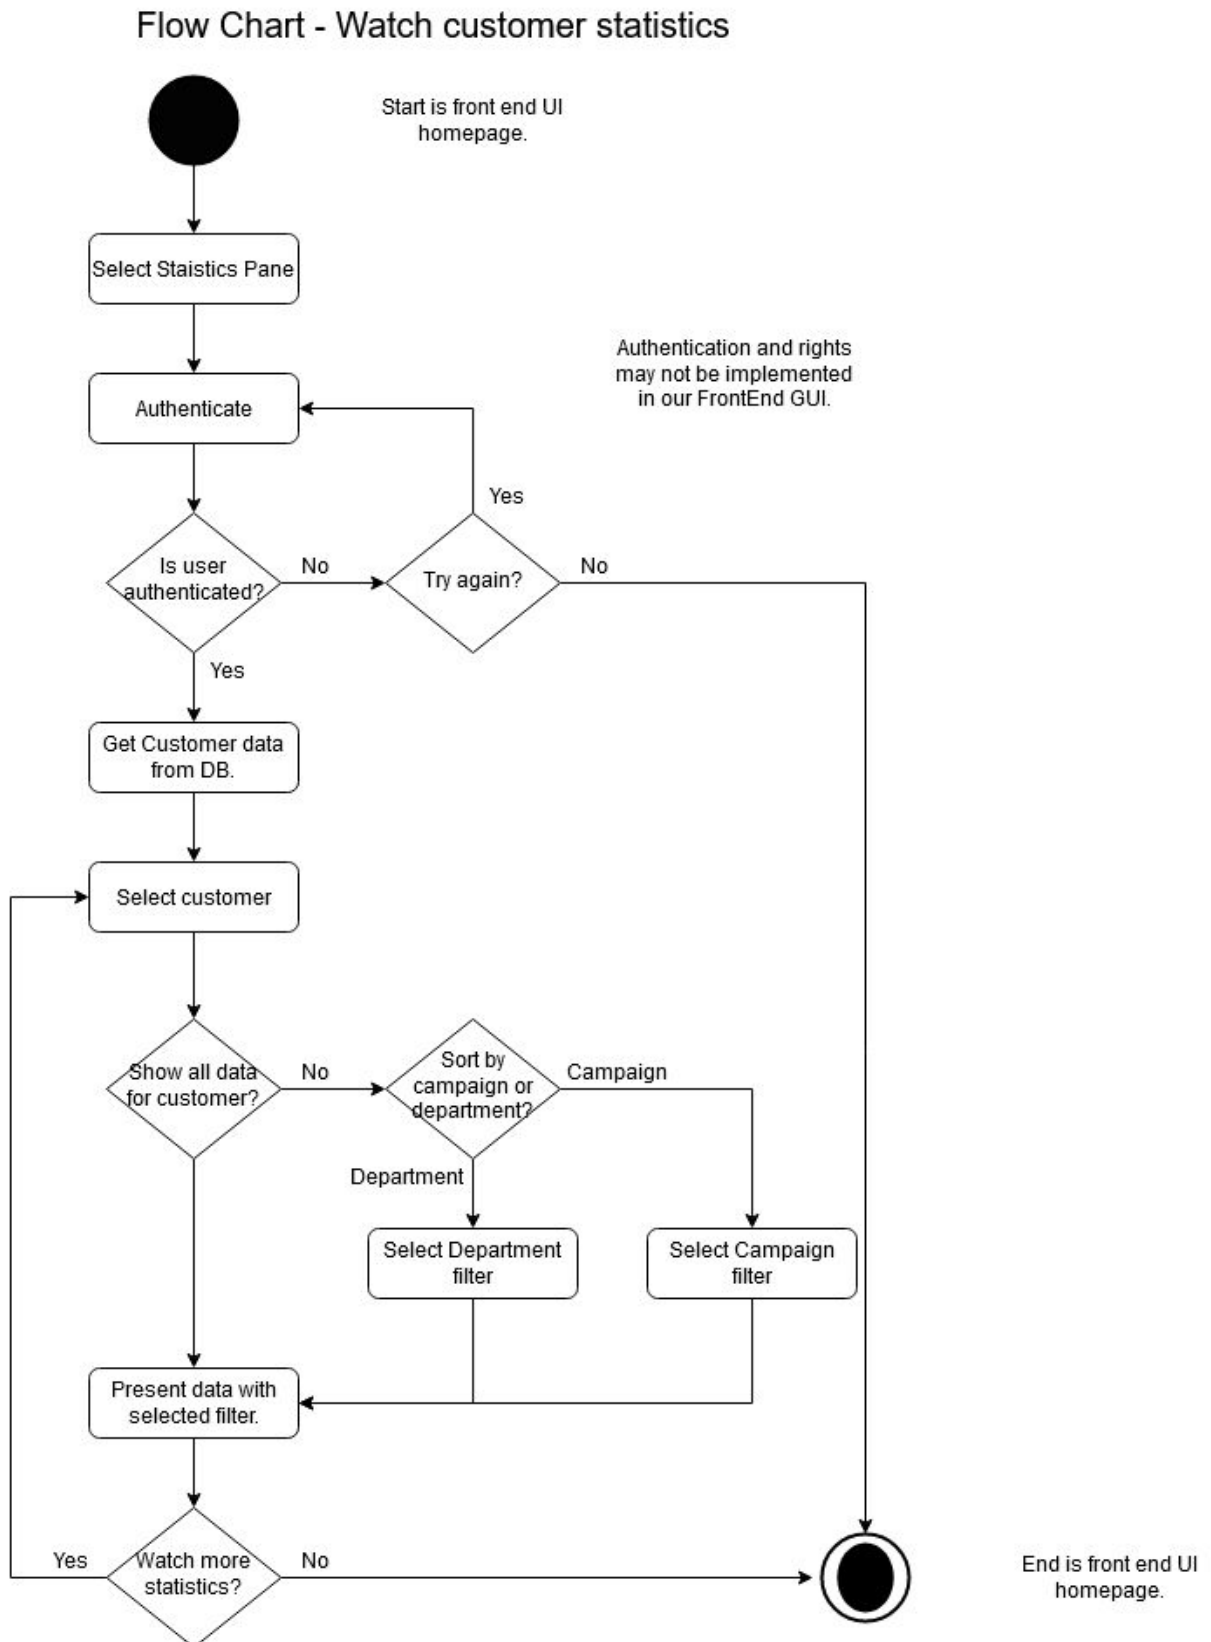 Flow Chart - Watch customer statistics
Start is front end UI
homepage.
Select Staistics Pane
Authentication and rights
may not be implemented
in our FrontEnd GUI.
Authenticate
Yes
Is user
authenticated?
No
Try again?
No
Yes
Get Customer data
from DB.
Select customer
Show all data
for customer?
No
Sort by
campaign or
department?
Campaign
Department
Select Department
filter
Select Campaign
filter
Present data with
selected filter.
Yes
Watch more
statistics?
No
End is front end UI
homepage.